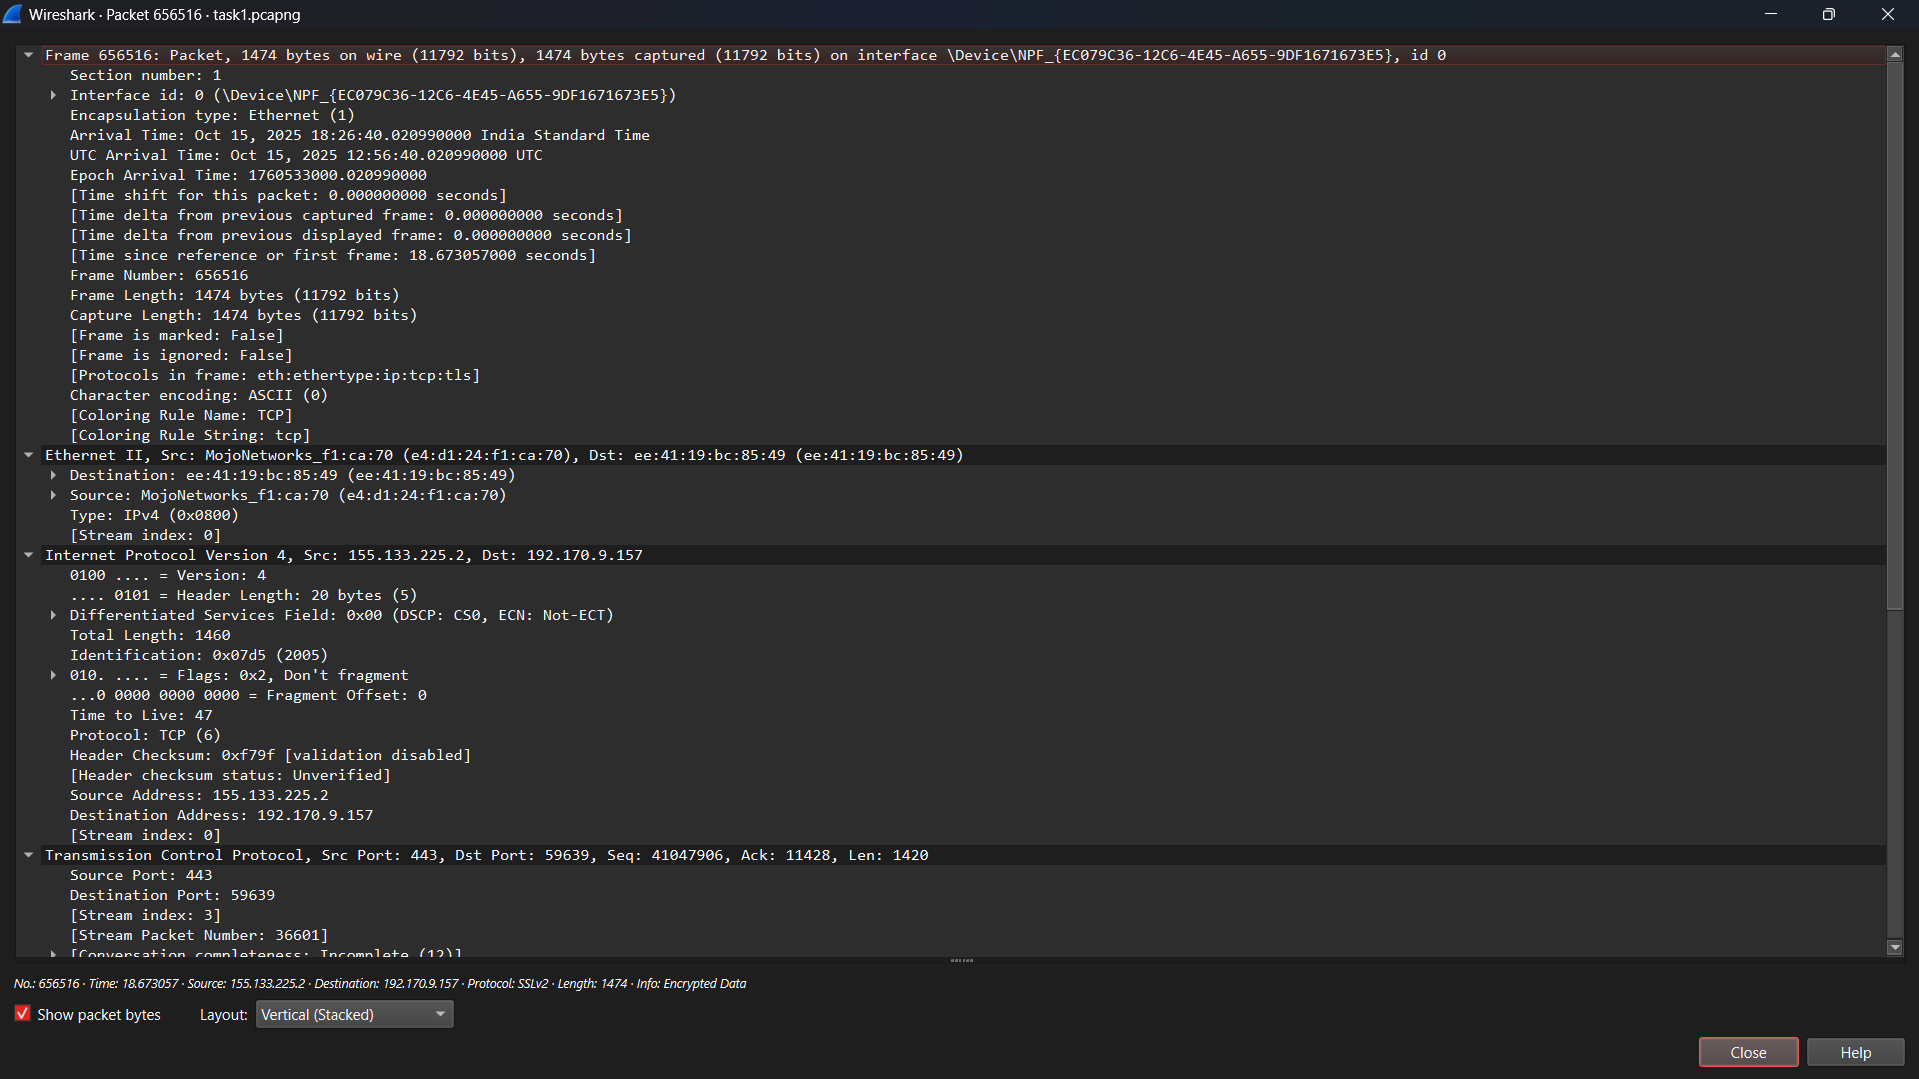 Wireshark · Packet 656516 · task1.pcapng
Frame 656516: Packet, 1474 bytes on wire (11792 bits), 1474 bytes captured (11792 bits) on interface \Device\NPF_{EC079C36-12C6-4E45-A655-9DF1671673E5}, id 0
Section number: 1
Interface id: 0 (\Device\NPF_{EC079C36-12C6-4E45-A655-9DF1671673E5})
Encapsulation type: Ethernet (1)
Arrival Time: Oct 15, 2025 18:26:40.020990000 India Standard Time
UTC Arrival Time: Oct 15, 2025 12:56:40.020990000 UTC
Epoch Arrival Time: 1760533000.020990000
[Time shift for this packet: 0.000000000 seconds]
[Time delta from previous captured frame: 0.000000000 seconds]
[Time delta from previous displayed frame: 0.000000000 seconds]
[Time since reference or first frame: 18.673057000 seconds]
Frame Number: 656516
Frame Length: 1474 bytes (11792 bits)
Capture Length: 1474 bytes (11792 bits)
[Frame is marked: False]
[Frame is ignored: False]
[Protocols in frame: eth:ethertype:ip:tcp:tls]
Character encoding: ASCII (0)
[Coloring Rule Name: TCP]
[Coloring Rule String: tcp]
Ethernet II, Src: MojoNetworks_f1:ca:70 (e4:d1:24:f1:ca:70), Dst: ee:41:19:bc:85:49 (ee:41:19:bc:85:49)
Destination: ee:41:19:bc:85:49 (ee:41:19:bc:85:49)
Source: MojoNetworks_f1:ca:70 (e4:d1:24:f1:ca:70)
Type: IPv4 (0x0800)
[Stream index: 0]
Internet Protocol Version 4, Src: 155.133.225.2, Dst: 192.170.9.157
0100 .... = Version: 4
.... 0101 = Header Length: 20 bytes (5)
Differentiated Services Field: 0x00 (DSCP: CS0, ECN: Not-ECT)
Total Length: 1460
Identification: 0x07d5 (2005)
010. .... = Flags: 0x2, Don't fragment
...0 0000 0000 0000 = Fragment Offset: 0
Time to Live: 47
Protocol: TCP (6)
Header Checksum: 0xf79f [validation disabled]
[Header checksum status: Unverified]
Source Address: 155.133.225.2
Destination Address: 192.170.9.157
[Stream index: 0]
Transmission Control Protocol, Src Port: 443, Dst Port: 59639, Seq: 41047906, Ack: 11428, Len: 1420
Source Port: 443
Destination Port: 59639
[Stream index: 3]
[Stream Packet Number: 36601]
[Conversation completeness: Incomplete (12)]
No.: 656516 · Time: 18.673057 · Source: 155.133.225.2 · Destination: 192.170.9.157 · Protocol: SSLv2 · Length: 1474 · Info: Encrypted Data
Show packet bytes Layout: Vertical (Stacked)
Close Help